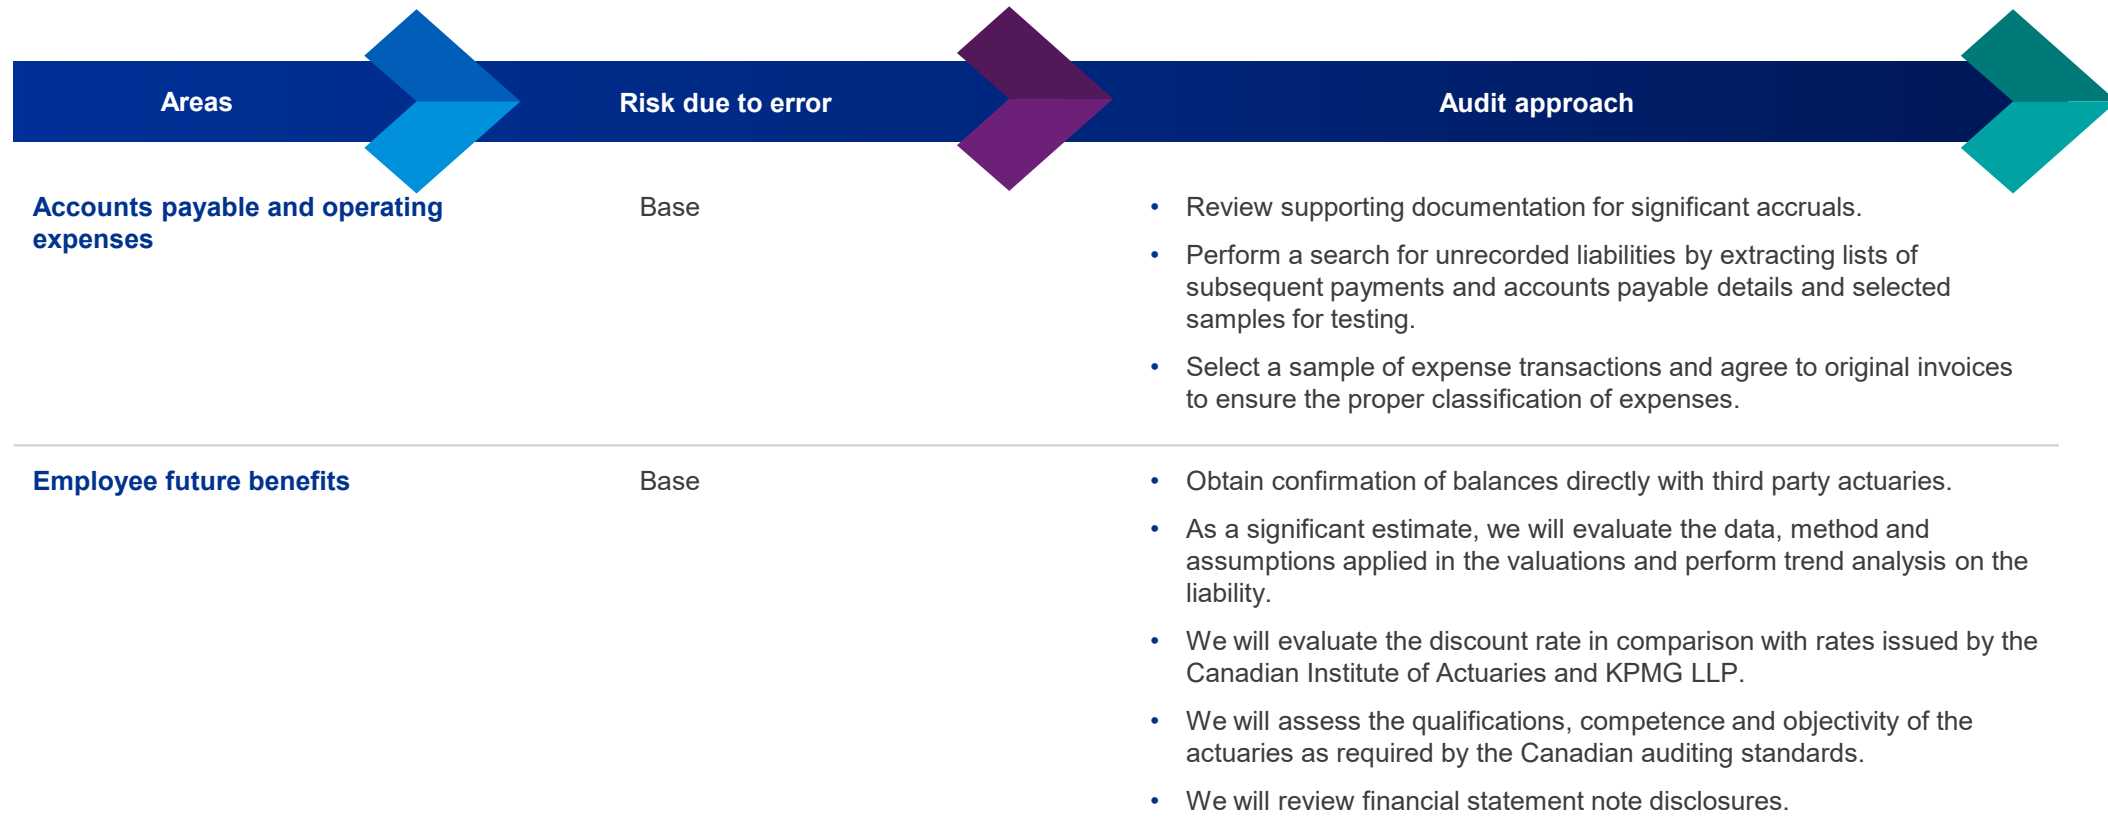 Areas
Risk due to error
Audit approach
Accounts payable and operating
expenses
Base
• Review supporting documentation for significant accruals.
• Perform a search for unrecorded liabilities by extracting lists of
subsequent payments and accounts payable details and selected
samples for testing.
• Select a sample of expense transactions and agree to original invoices
to ensure the proper classification of expenses.
Employee future benefits
Base
• Obtain confirmation of balances directly with third party actuaries.
• As a significant estimate, we will evaluate the data, method and
assumptions applied in the valuations and perform trend analysis on the
liability.
• We will evaluate the discount rate in comparison with rates issued by the
Canadian Institute of Actuaries and KPMG LLP.
• We will assess the qualifications, competence and objectivity of the
actuaries as required by the Canadian auditing standards.
• We will review financial statement note disclosures.